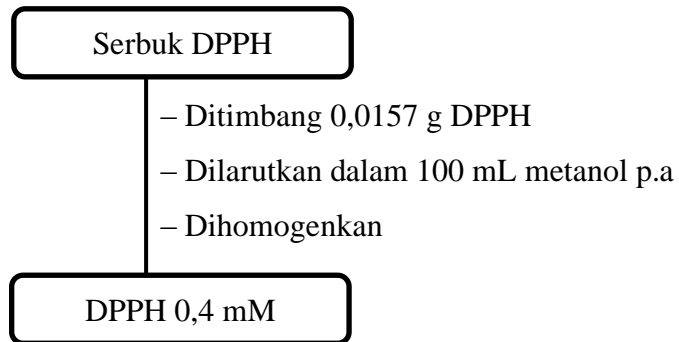 Serbuk DPPH
– Ditimbang 0,0157 g DPPH
– Dilarutkan dalam 100 mL metanol p.a
– Dihomogenkan
DPPH 0,4 mM